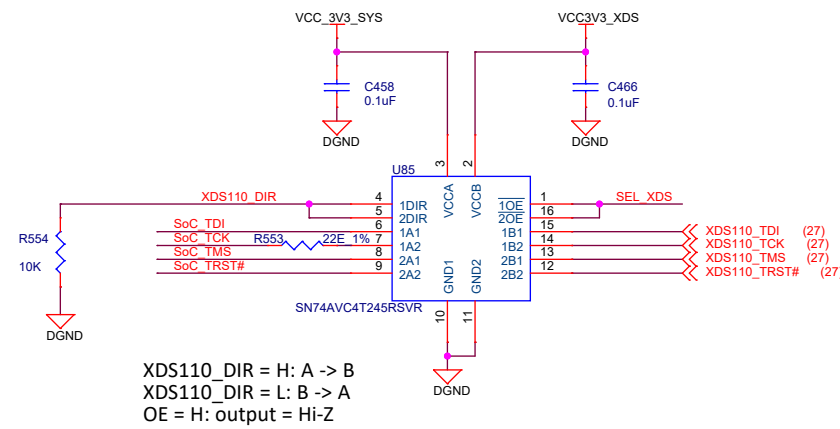 VCC_3V3_SYS
VCC3V3_XDS
C458
0.1uF
C466
0.1uF
DGND
DGND
U85
3
2
VCCA
VCCB
XDS110_DIR
4
1DIR
5
2DIR
1
1OE
SEL_XDS
16
2OE
SoC_TDI
6
1A1
15
1B1
XDS110_TDI (27)
SoC_TCK
R553
22E_1%
7
1A2
14
1B2
XDS110_TCK (27)
SoC_TMS
8
2A1
13
2B1
XDS110_TMS (27)
SoC_TRST#
9
2A2
12
2B2
XDS110_TRST# (27
R554
10K
GND1
GND2
SN74AVC4T245RSVR
10
11
DGND
DGND
XDS110_DIR = H: A -> B
XDS110_DIR = L: B -> A
OE = H: output = Hi-Z